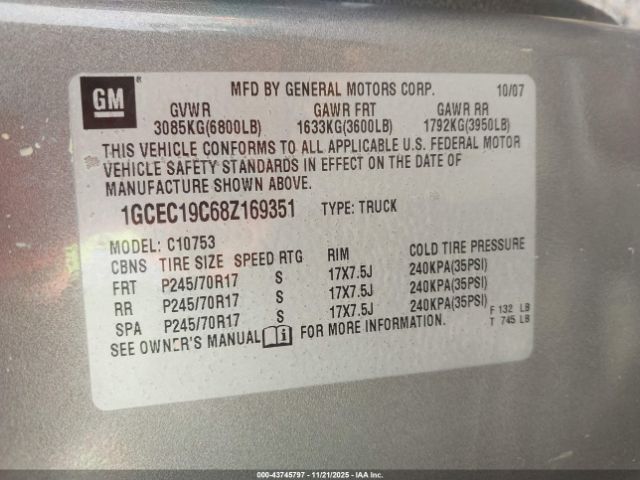 GM ®
MFD BY GENERAL MOTORS CORP. 10/07
GVWR GAWR FRT GAWR RR
3085KG(6800LB) 1633KG(3600LB) 1792KG(3950LB)
THIS VEHICLE CONFORMS TO ALL APPLICABLE U.S. FEDERAL MOTOR
VEHICLE SAFETY STANDARDS IN EFFECT ON THE DATE OF
MANUFACTURE SHOWN ABOVE.
1GCEC19C68Z169351 TYPE: TRUCK
MODEL: C10753
CBNS TIRE SIZE SPEED RTG RIM COLD TIRE PRESSURE
FRT P245/70R17 S 17X7.5J 240KPA(35PSI)
RR P245/70R17 S 17X7.5J 240KPA(35PSI)
SPA P245/70R17 S 17X7.5J 240KPA(35PSI)
F 132 LB
T 745 LB
SEE OWNER'S MANUAL i FOR MORE INFORMATION.
000-43745797 - 11/21/2025 - IAA, Inc.